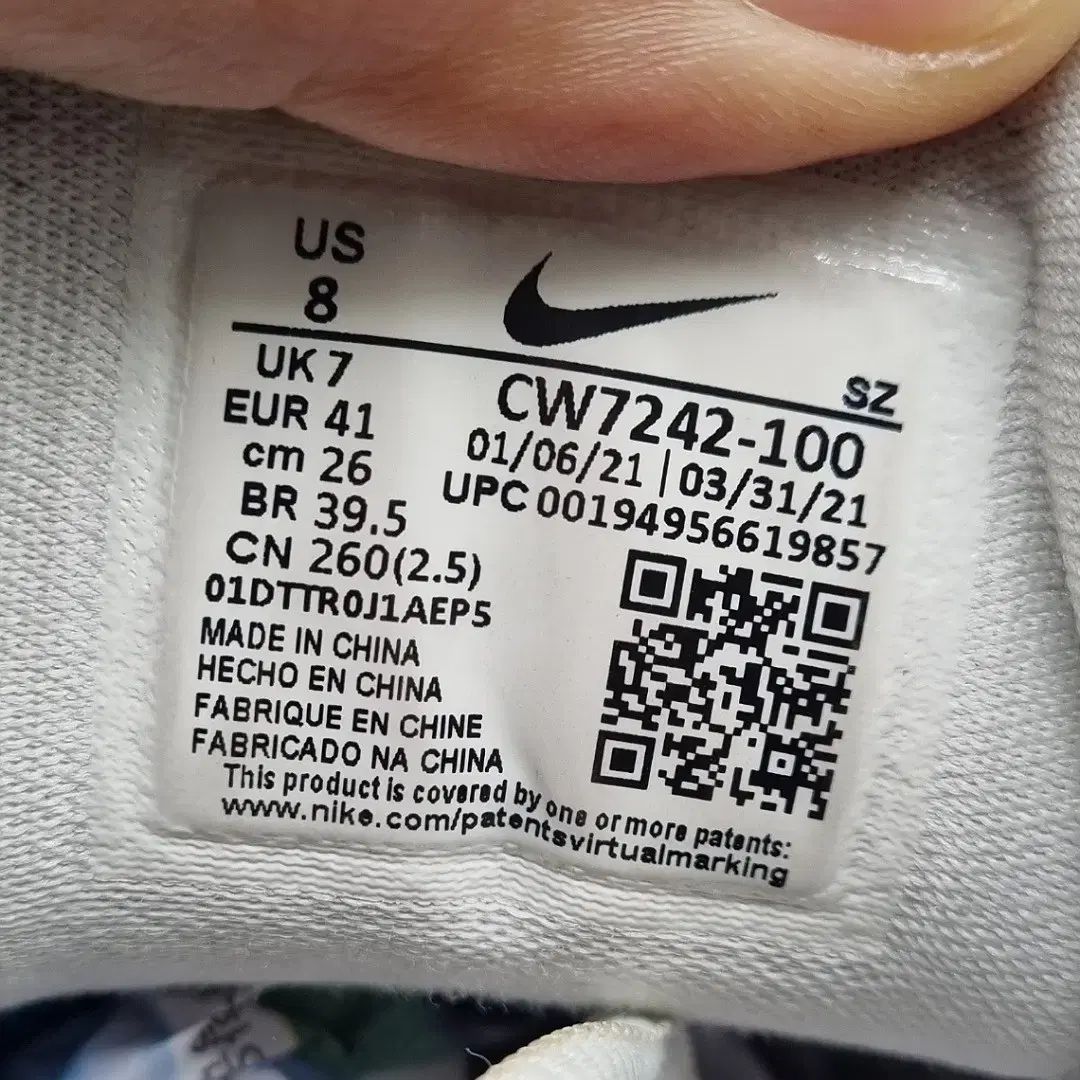 US
8
UK 7
EUR 41
cm 26
BR 39.5
CN 260(2.5)
01DTTR0J1AEP5
MADE IN CHINA
HECHO EN CHINA
FABRIQUE EN CHINE
FABRICADO NA CHINA
SZ
CW7242-100
01/06/21 | 03/31/21
UPC 00194956619857
This product is covered by one or more patents:
www.nike.com/patentsvirtualmarking